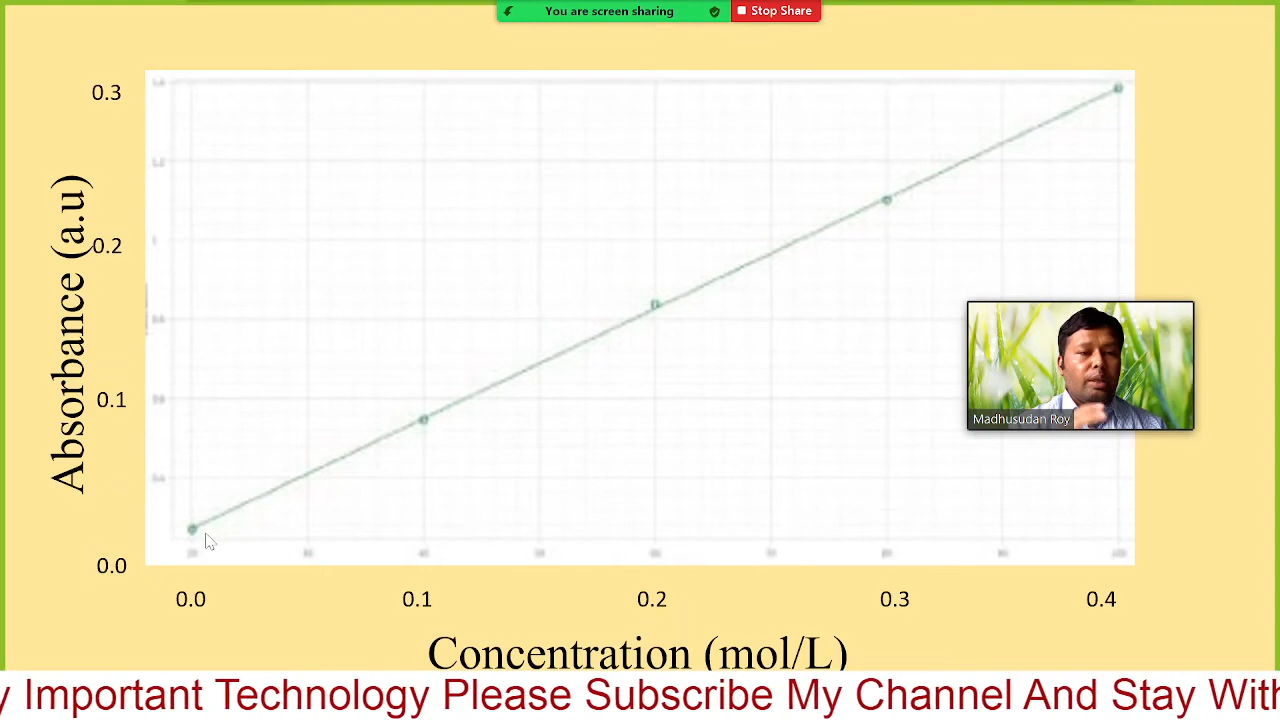 You are screen sharing
Stop Share
0.3
0.2
0.1
0.0
Absorbance (a.u)
Madhusudan Roy
0.0 0.1 0.2 0.3 0.4
Concentration (mol/L)
y Important Technology Please Subscribe My Channel And Stay With